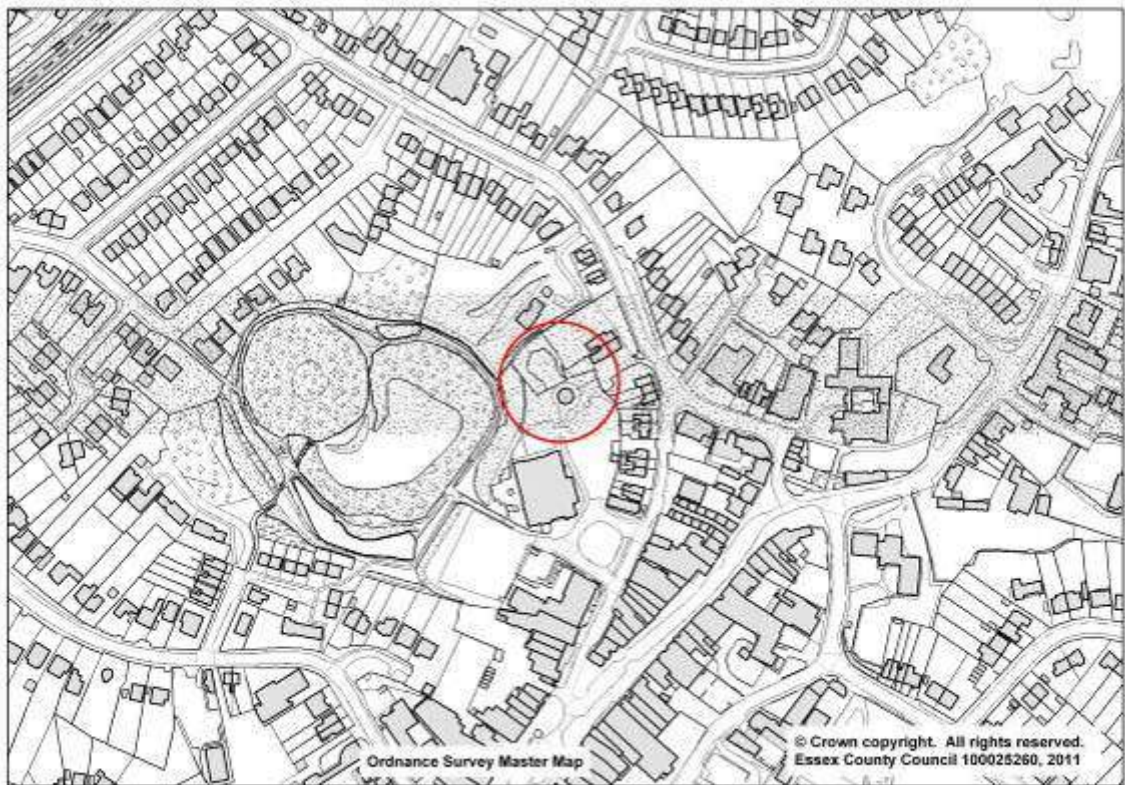 Ordnance Survey Master Map
© Crown copyright. All rights reserved.
Essex County Council 100025260, 2011